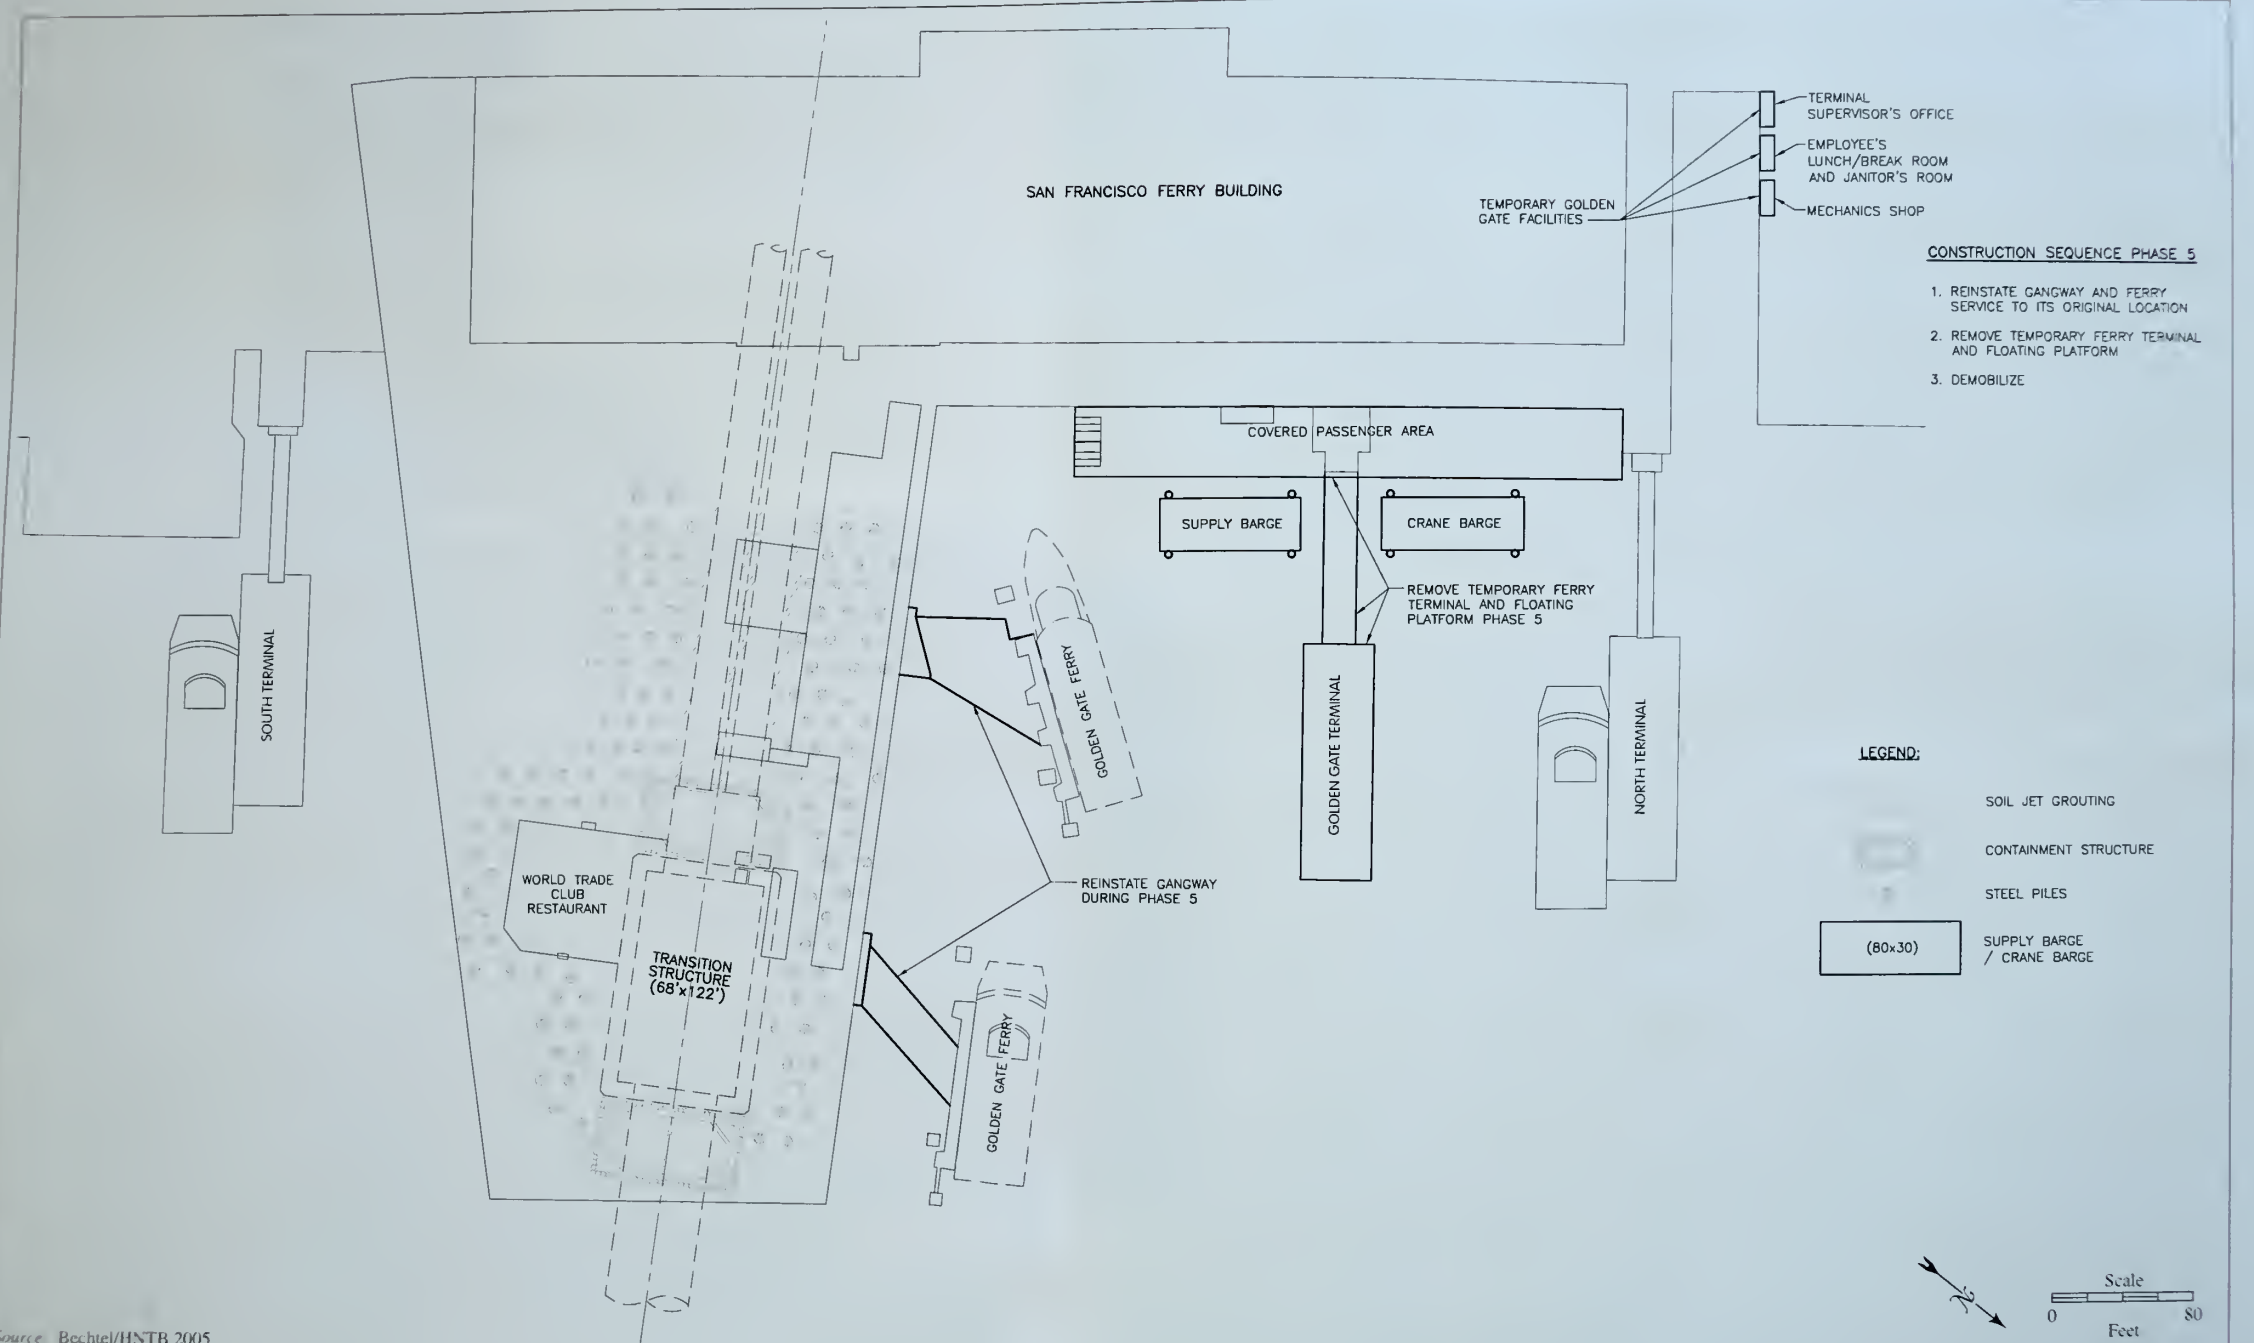 SAN FRANCISCO FERRY BUILDING
TERMINAL
SUPERVISOR'S OFFICE
EMPLOYEE'S
LUNCH/BREAK ROOM
AND JANITOR'S ROOM
MECHANICS SHOP
TEMPORARY GOLDEN
GATE FACILITIES
CONSTRUCTION SEQUENCE PHASE 5
1. REINSTATE GANGWAY AND FERRY
SERVICE TO ITS ORIGINAL LOCATION
2. REMOVE TEMPORARY FERRY TERMINAL
AND FLOATING PLATFORM
3. DEMOBILIZE
COVERED PASSENGER AREA
SUPPLY BARGE
CRANE BARGE
REMOVE TEMPORARY FERRY
TERMINAL AND FLOATING
PLATFORM PHASE 5
SOUTH TERMINAL
GOLDEN GATE FERRY
GOLDEN GATE TERMINAL
NORTH TERMINAL
WORLD TRADE
CLUB
RESTAURANT
TRANSITION
STRUCTURE
(68'x122')
REINSTATE GANGWAY
DURING PHASE 5
GOLDEN GATE FERRY
LEGEND:
SOIL JET GROUTING
CONTAINMENT STRUCTURE
STEEL PILES
(80x30)
SUPPLY BARGE
/ CRANE BARGE
N
Scale
0 80
Feet
Source: Bechtel/HNTB 2005